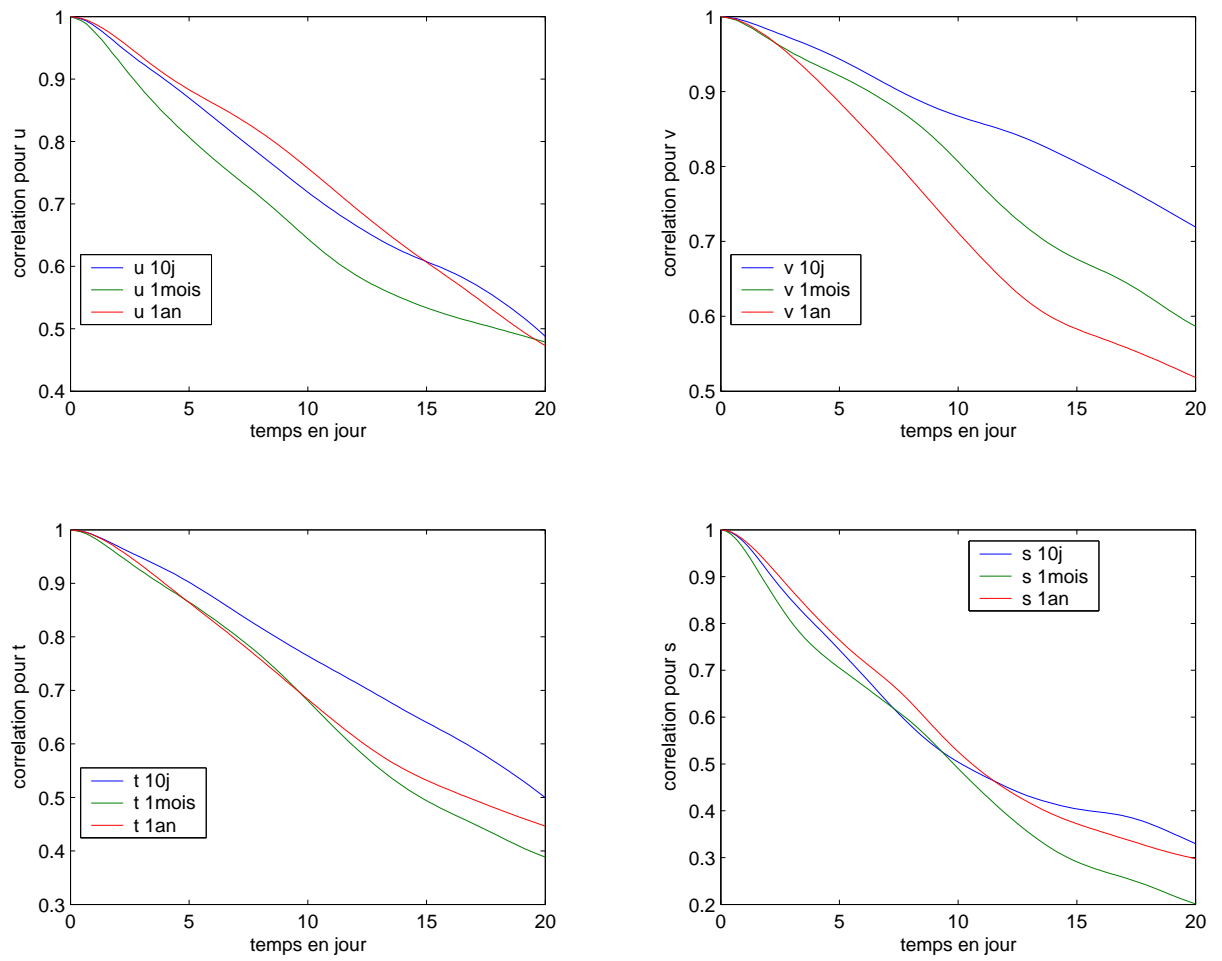 1
0.9
0.8
0.7
0.6
0.5
0.4
0
5
10
15
20
correlation pour u
temps en jour
u 10j
u 1mois
u 1an
1
0.9
0.8
0.7
0.6
0.5
0
5
10
15
20
correlation pour v
temps en jour
v 10j
v 1mois
v 1an
1
0.9
0.8
0.7
0.6
0.5
0.4
0.3
0
5
10
15
20
correlation pour t
temps en jour
t 10j
t 1mois
t 1an
1
0.9
0.8
0.7
0.6
0.5
0.4
0.3
0.2
0
5
10
15
20
correlation pour s
temps en jour
s 10j
s 1mois
s 1an